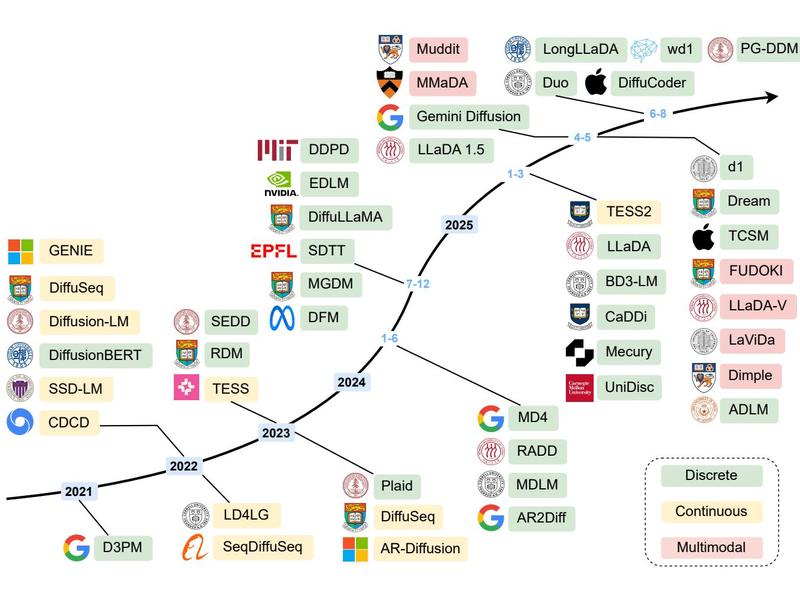 Muddit
LongLLaDA
wd1
PG-DDM
MMaDA
Duo
DiffuCoder
6-8
Gemini Diffusion
4-5
MIT
DDPD
LLaDA 1.5
d1
1-3
NVIDIA.
EDLM
Dream
TESS2
DiffuLLaMA
2025
TCSM
GENIE
EPFL
SDTT
LLaDA
FUDOKI
DiffuSeq
MGDM
7-12
BD3-LM
LLaDA-V
Diffusion-LM
SEDD
DFM
CaDDi
LaViDa
DiffusionBERT
RDM
1-6
Mecury
Dimple
SSD-LM
TESS
2024
Carnegie
Mellon
University
UniDisc
ADLM
CDCD
2023
MD4
2022
RADD
2021
Plaid
MDLM
Discrete
LD4LG
DiffuSeq
AR2Diff
Continuous
D3PM
SeqDiffuSeq
AR-Diffusion
Multimodal